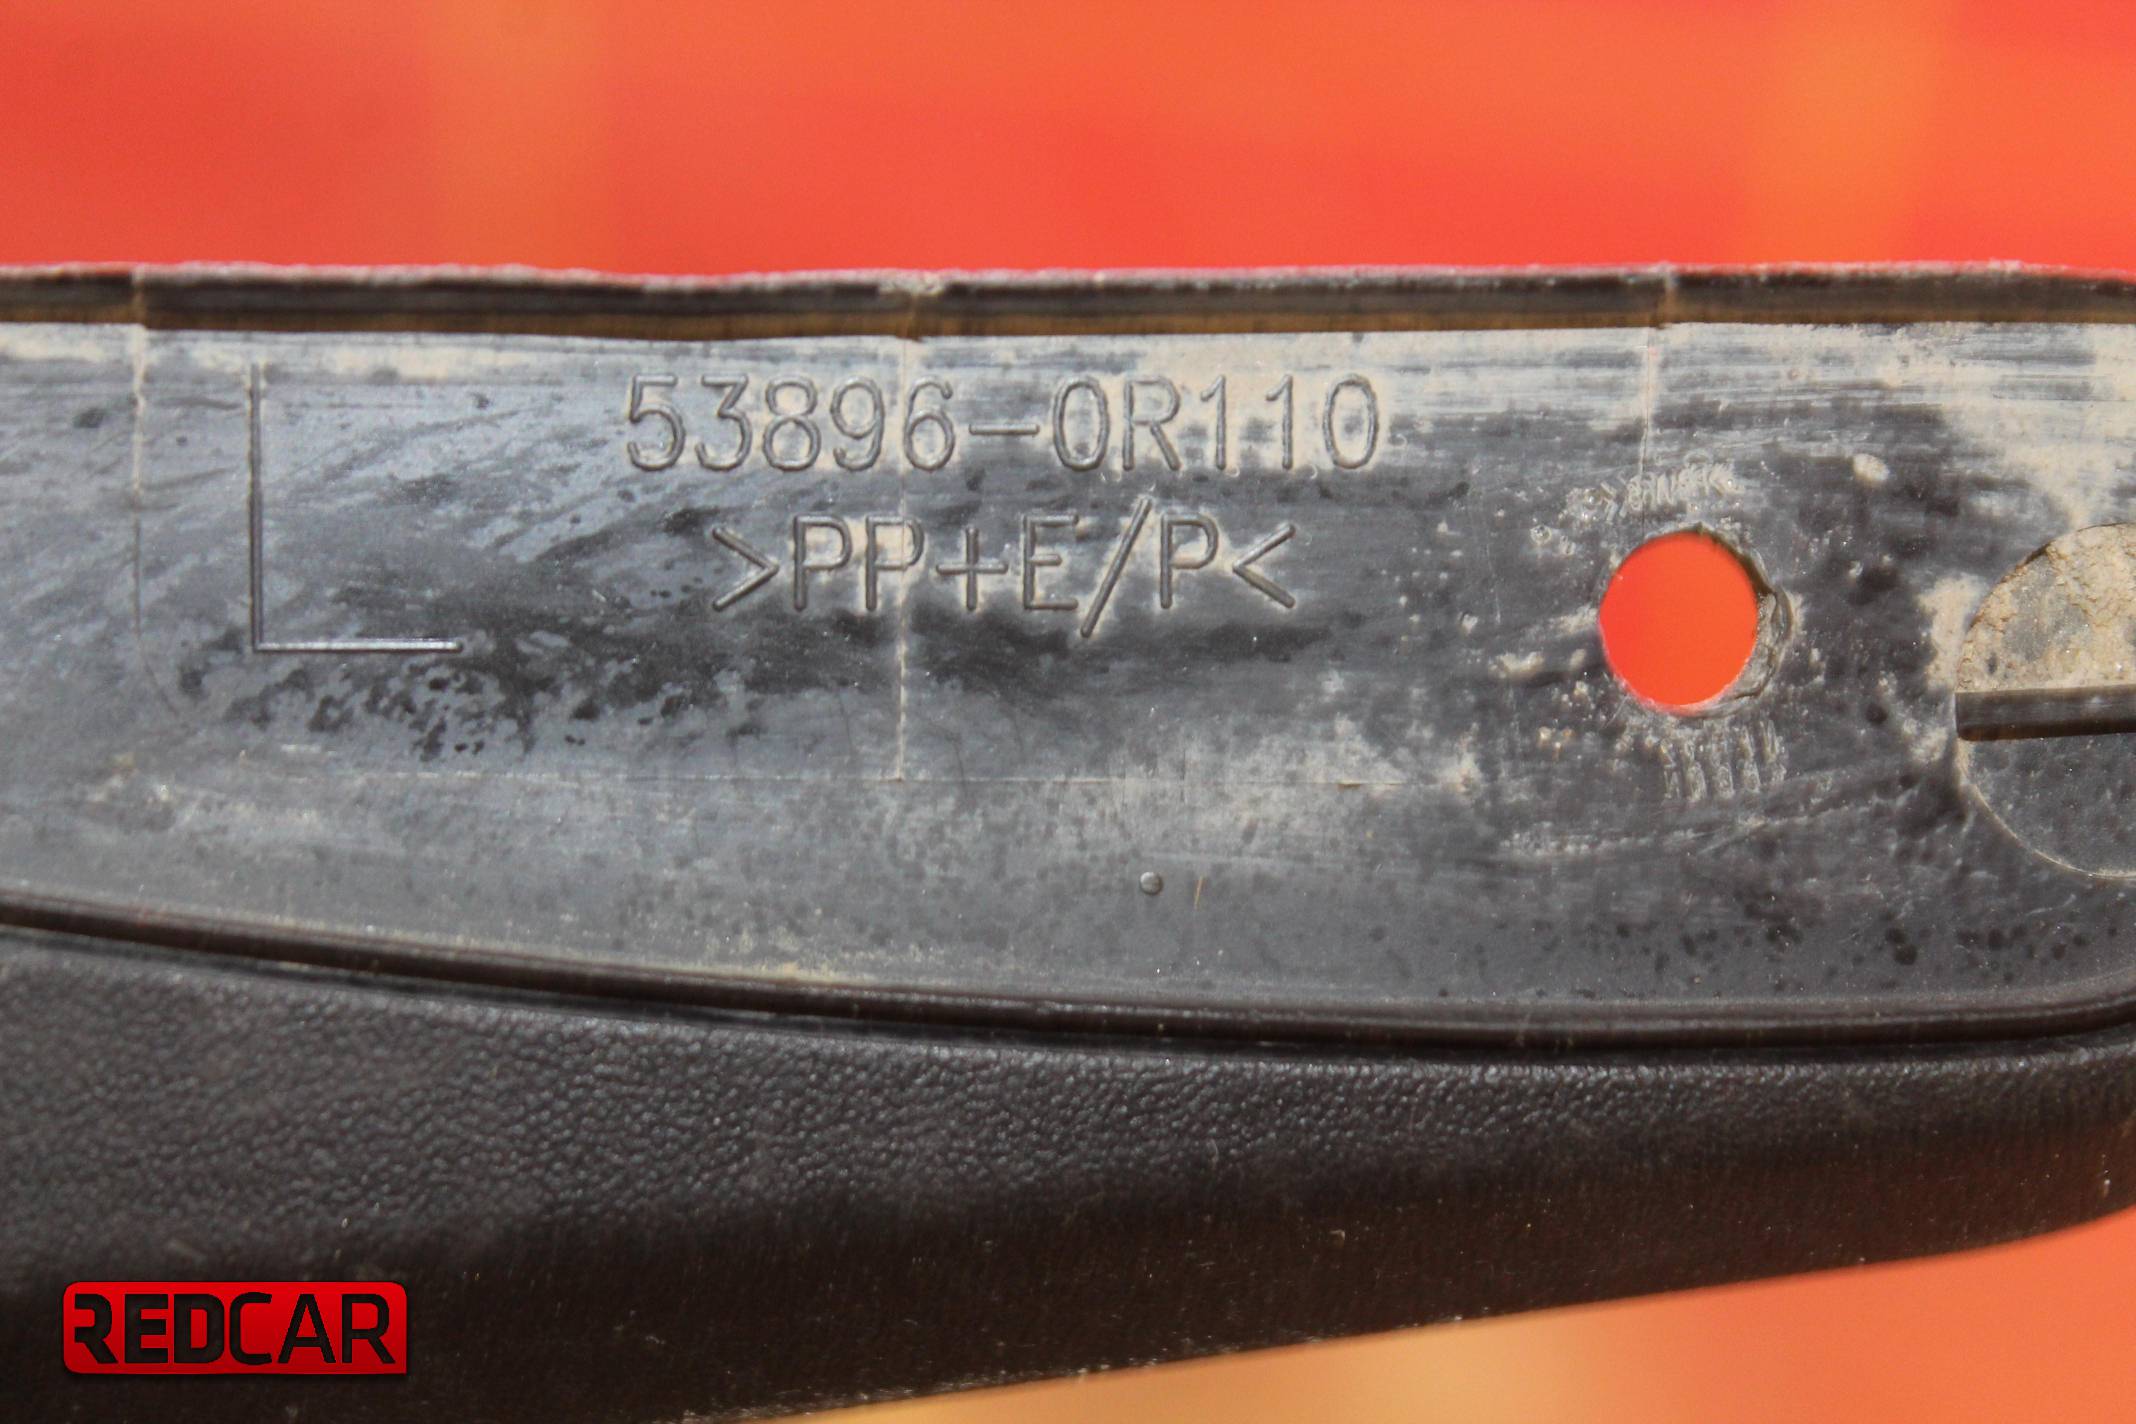 53896-0R110
L
>PP+E/P<
REDCAR